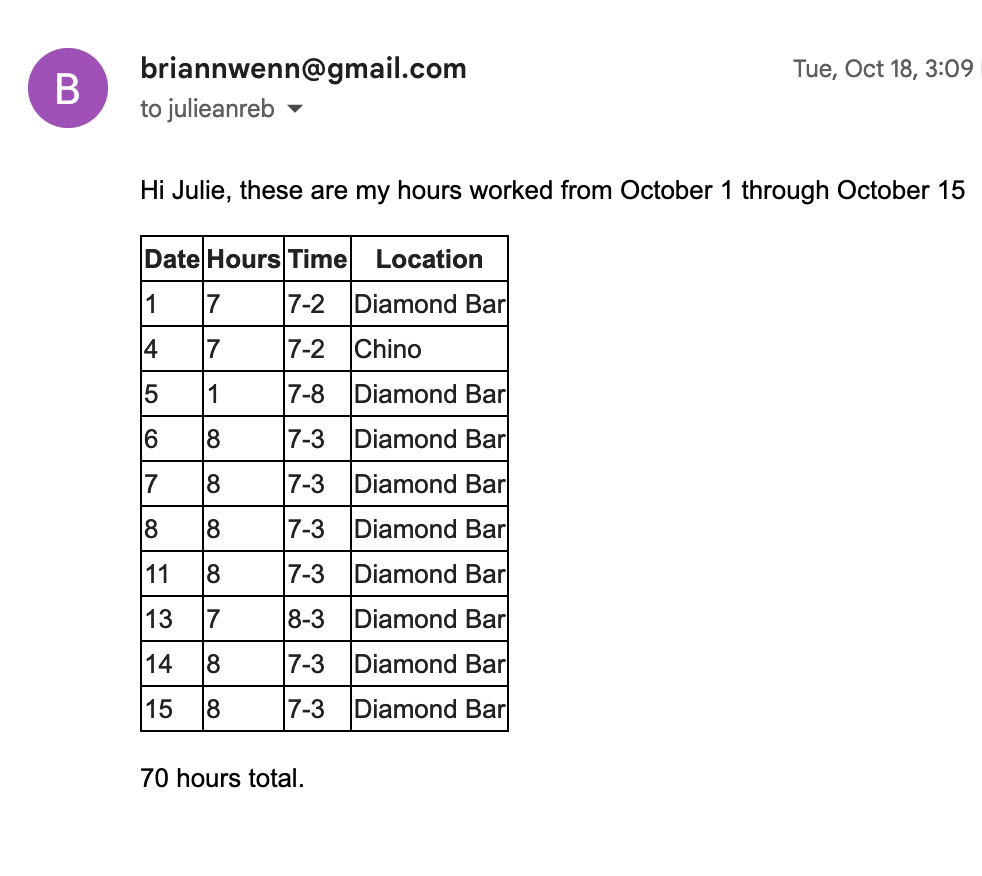 B
briannwenn@gmail.com
Tue, Oct 18, 3:09
to julieanreb
Hi Julie, these are my hours worked from October 1 through October 15
Date Hours Time Location
1 7 7-2 Diamond Bar
4 7 7-2 Chino
5 1 7-8 Diamond Bar
6 8 7-3 Diamond Bar
7 8 7-3 Diamond Bar
8 8 7-3 Diamond Bar
11 8 7-3 Diamond Bar
13 7 8-3 Diamond Bar
14 8 7-3 Diamond Bar
15 8 7-3 Diamond Bar
70 hours total.